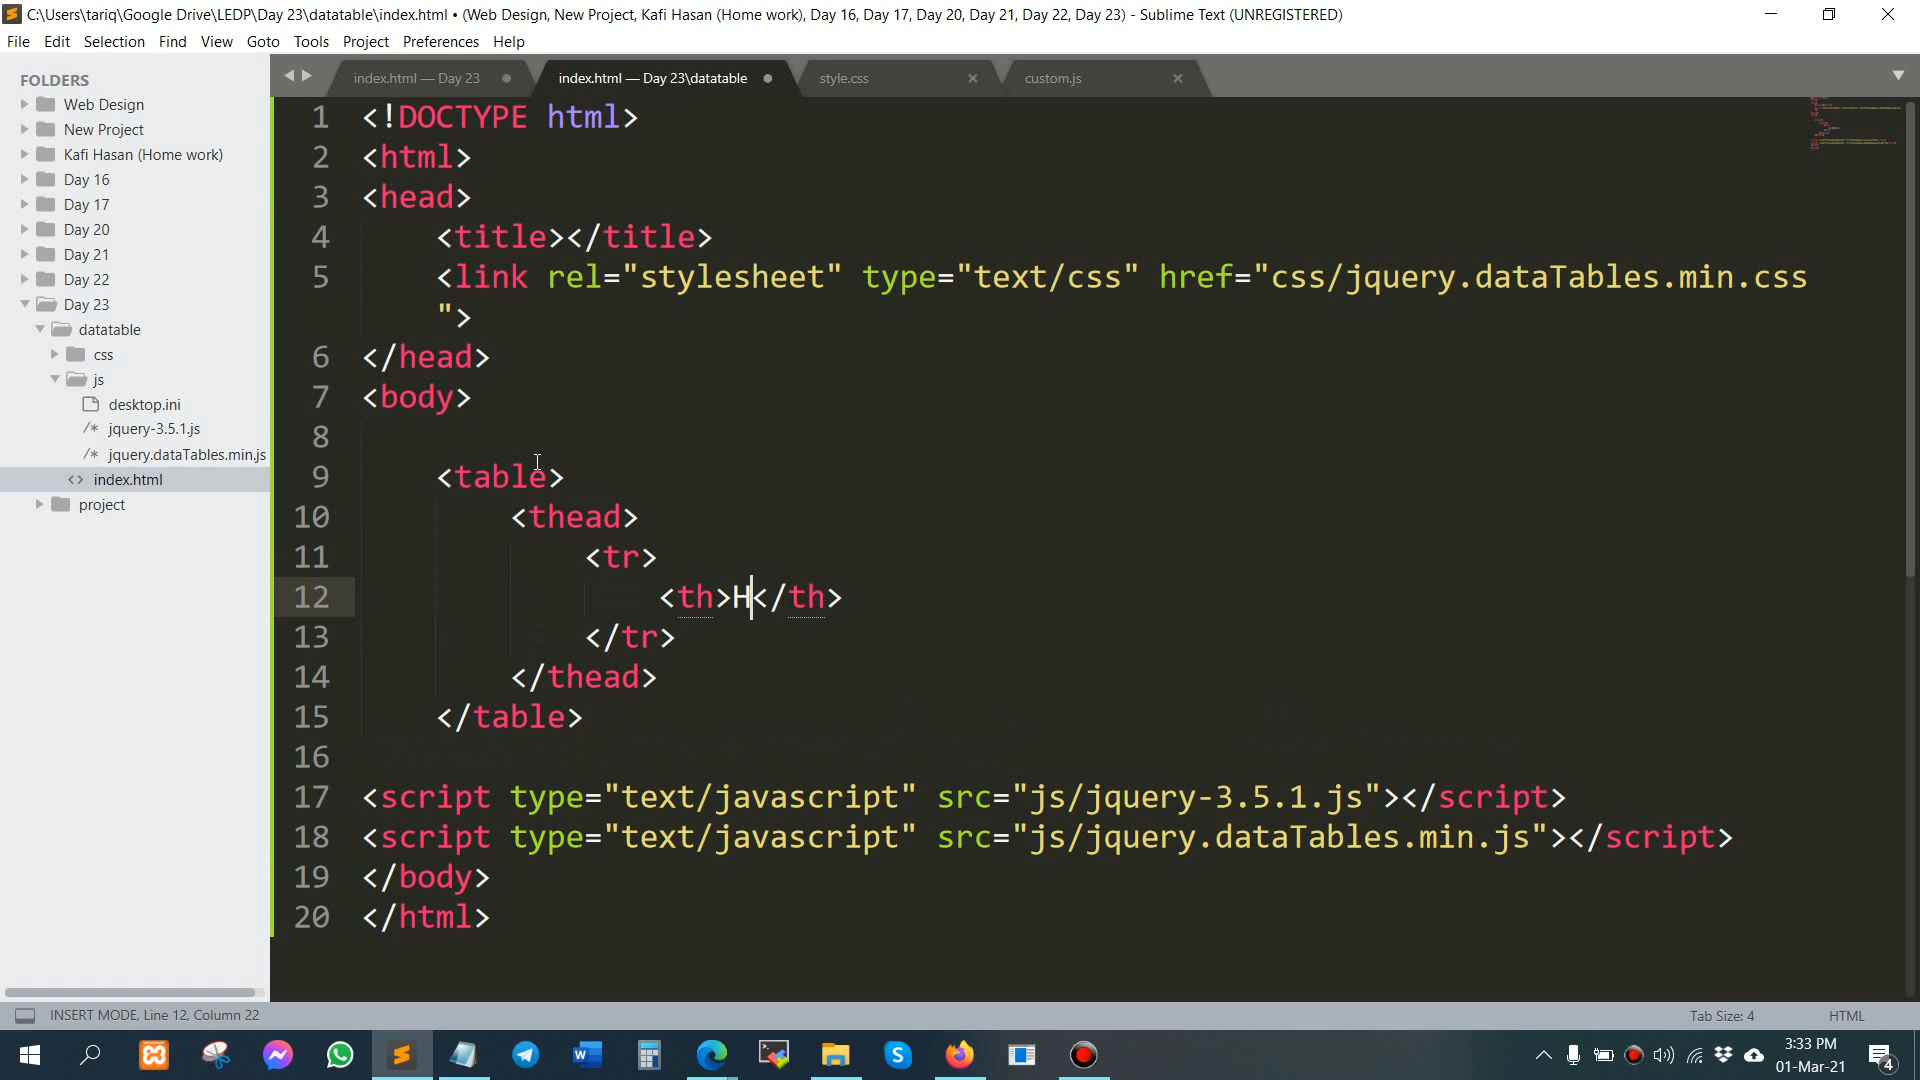 C:\Users\tariq\Google Drive\LEDP\Day 23\datatable\index.html • (Web Design, New Project, Kafi Hasan (Home work), Day 16, Day 17, Day 20, Day 21, Day 22, Day 23) - Sublime Text (UNREGISTERED)
File Edit Selection Find View Goto Tools Project Preferences Help
FOLDERS
Web Design
New Project
Kafi Hasan (Home work)
Day 16
Day 17
Day 20
Day 21
Day 22
Day 23
datatable
css
js
desktop.ini
/* jquery-3.5.1.js
/* jquery.dataTables.min.js
<> index.html
project
index.html — Day 23
index.html — Day 23\datatable
style.css
custom.js
1 <!DOCTYPE html>
2 <html>
3 <head>
4 <title></title>
5 <link rel="stylesheet" type="text/css" href="css/jquery.dataTables.min.css
">
6 </head>
7 <body>
8
9 <table>
10 <thead>
11 <tr>
12 <th>H</th>
13 </tr>
14 </thead>
15 </table>
16
17 <script type="text/javascript" src="js/jquery-3.5.1.js"></script>
18 <script type="text/javascript" src="js/jquery.dataTables.min.js"></script>
19 </body>
20 </html>
INSERT MODE, Line 12, Column 22
Tab Size: 4
HTML
3:33 PM
01-Mar-21
4